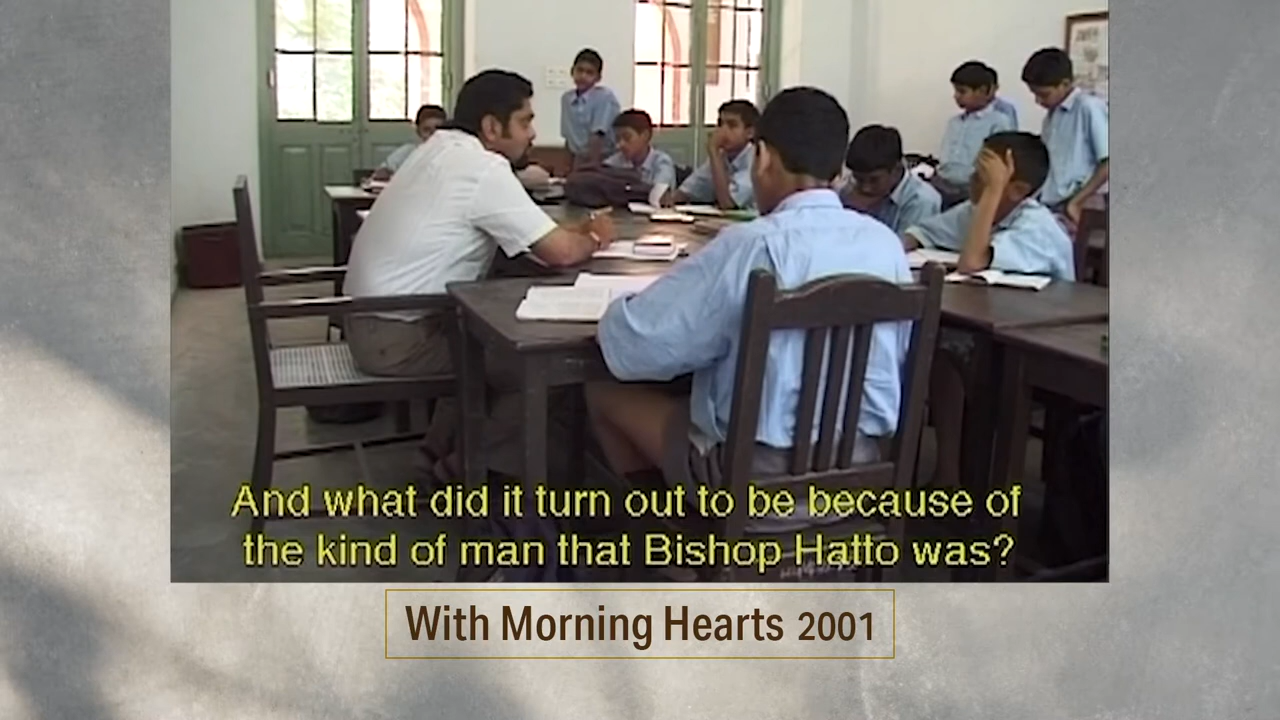 And what did it turn out to be because of
the kind of man that Bishop Hatto was?
With Morning Hearts 2001